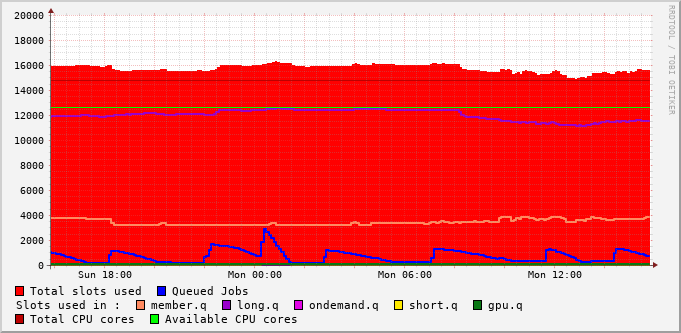 20000
18000
16000
14000
12000
10000
8000
6000
4000
2000
0
Sun 18:00 Mon 00:00 Mon 06:00 Mon 12:00
RRDTOOL / TOBI OETIKER
Total slots used Queued Jobs
Slots used in : member.q long.q ondemand.q short.q gpu.q
Total CPU cores Available CPU cores